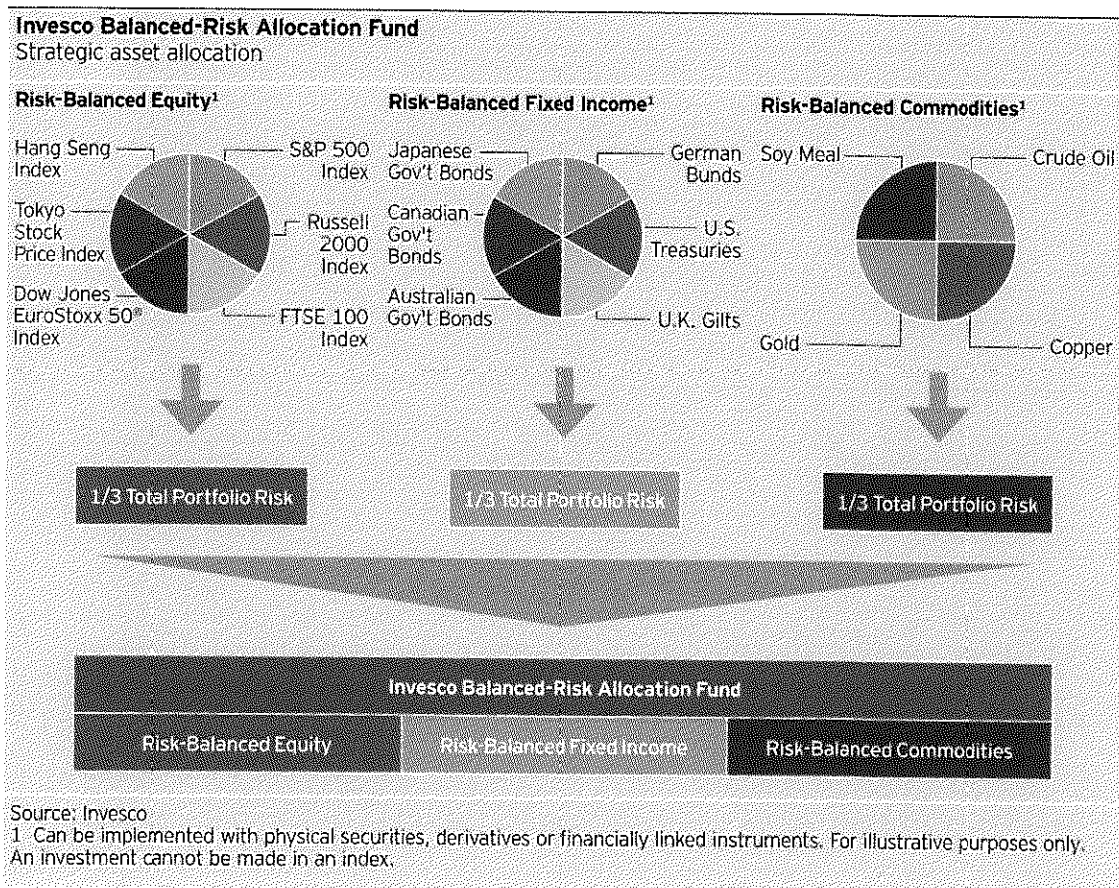 Invesco Balanced-Risk Allocation Fund
Strategic asset allocation
Risk-Balanced Equity¹
Hang Seng
Index
S&P 500
Index
Tokyo
Stock
Price Index
Russell
2000
Index
Dow Jones
EuroStoxx 50®
Index
FTSE 100
Index
1/3 Total Portfolio Risk
Risk-Balanced Fixed Income¹
Japanese
Gov't Bonds
German
Bunds
Canadian
Gov't
Bonds
U.S.
Treasuries
Australian
Gov't Bonds
U.K. Gilts
1/3 Total Portfolio Risk
Risk-Balanced Commodities¹
Soy Meal
Crude Oil
Gold
Copper
1/3 Total Portfolio Risk
Invesco Balanced-Risk Allocation Fund
Risk-Balanced Equity
Risk-Balanced Fixed Income
Risk-Balanced Commodities
Source: Invesco
1 Can be implemented with physical securities, derivatives or financially linked instruments. For illustrative purposes only.
An investment cannot be made in an index.